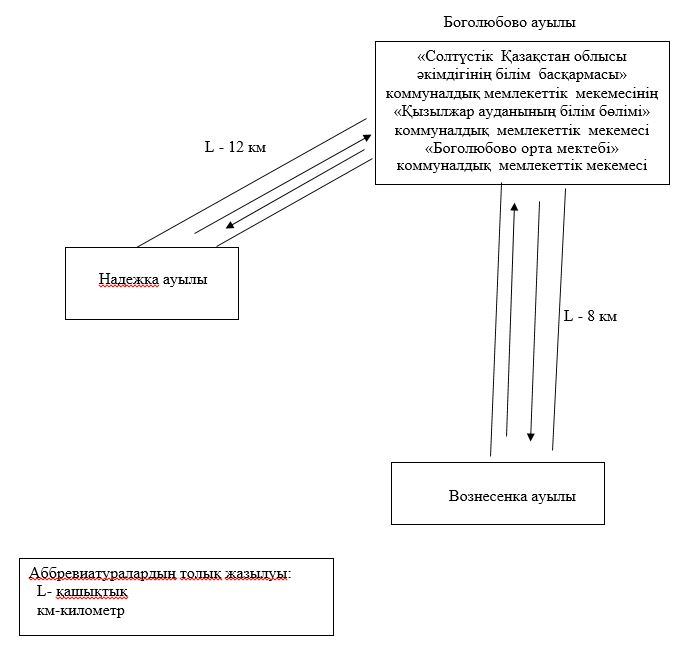 Боголюбово ауылы
«Солтүстік Қазақстан облысы
әкімдігінің білім басқармасы»
коммуналдық мемлекеттік мекемесінің
«Қызылжар ауданының білім бөлімі»
коммуналдық мемлекеттік мекемесі
«Боголюбово орта мектебі»
коммуналдық мемлекеттік мекемесі
L - 12 км
Надежка ауылы
L - 8 км
Вознесенка ауылы
Аббревиатуралардың толық жазылуы:
L- қашықтық
км-километр